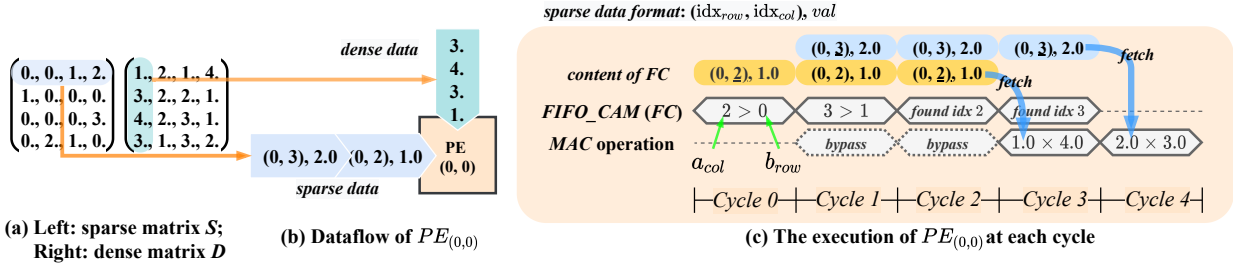 sparse data format: (idx_row, idx_col), val
0., 0., 1., 2.
1., 0., 0., 0.
0., 0., 0., 3.
0., 2., 1., 0.
1., 2., 1., 4.
3., 2., 2., 1.
4., 2., 3., 1.
3., 1., 3., 2.
dense data
3.
4.
3.
1.
PE
(0, 0)
(0, 3), 2.0 (0, 2), 1.0
sparse data
(a) Left: sparse matrix S;
Right: dense matrix D
(b) Dataflow of PE_(0,0)
(0, 3), 2.0 (0, 3), 2.0 (0, 3), 2.0
fetch
content of FC (0, 2), 1.0 (0, 2), 1.0 (0, 2), 1.0
fetch
FIFO_CAM (FC) 2 > 0 3 > 1 found idx 2 found idx 3
MAC operation bypass bypass 1.0 × 4.0 2.0 × 3.0
a_col b_row
Cycle 0 Cycle 1 Cycle 2 Cycle 3 Cycle 4
(c) The execution of PE_(0,0) at each cycle